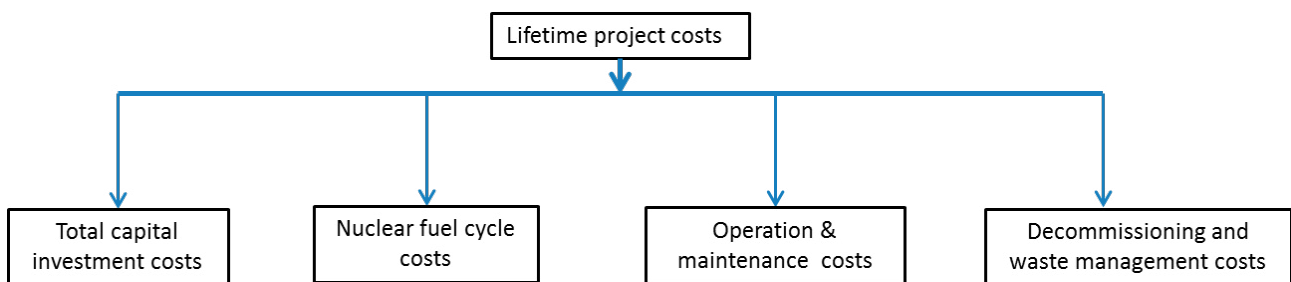 Lifetime project costs
Total capital
investment costs
Nuclear fuel cycle
costs
Operation &
maintenance costs
Decommissioning and
waste management costs